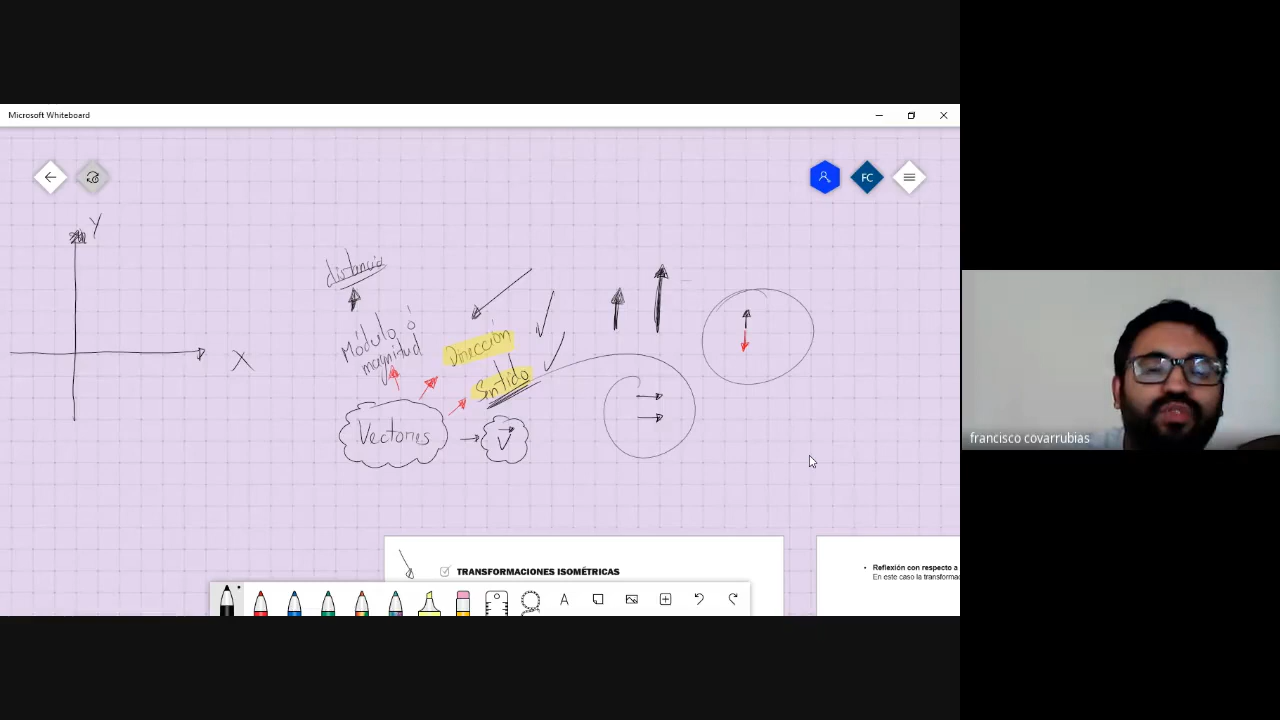 Microsoft Whiteboard
FC
Y
X
distancia
Módulo ó
magnitud
Dirección
Sentido
Vectores
V
TRANSFORMACIONES ISOMÉTRICAS
• Reflexión con respecto a
En este caso la transforma
A
francisco covarrubias